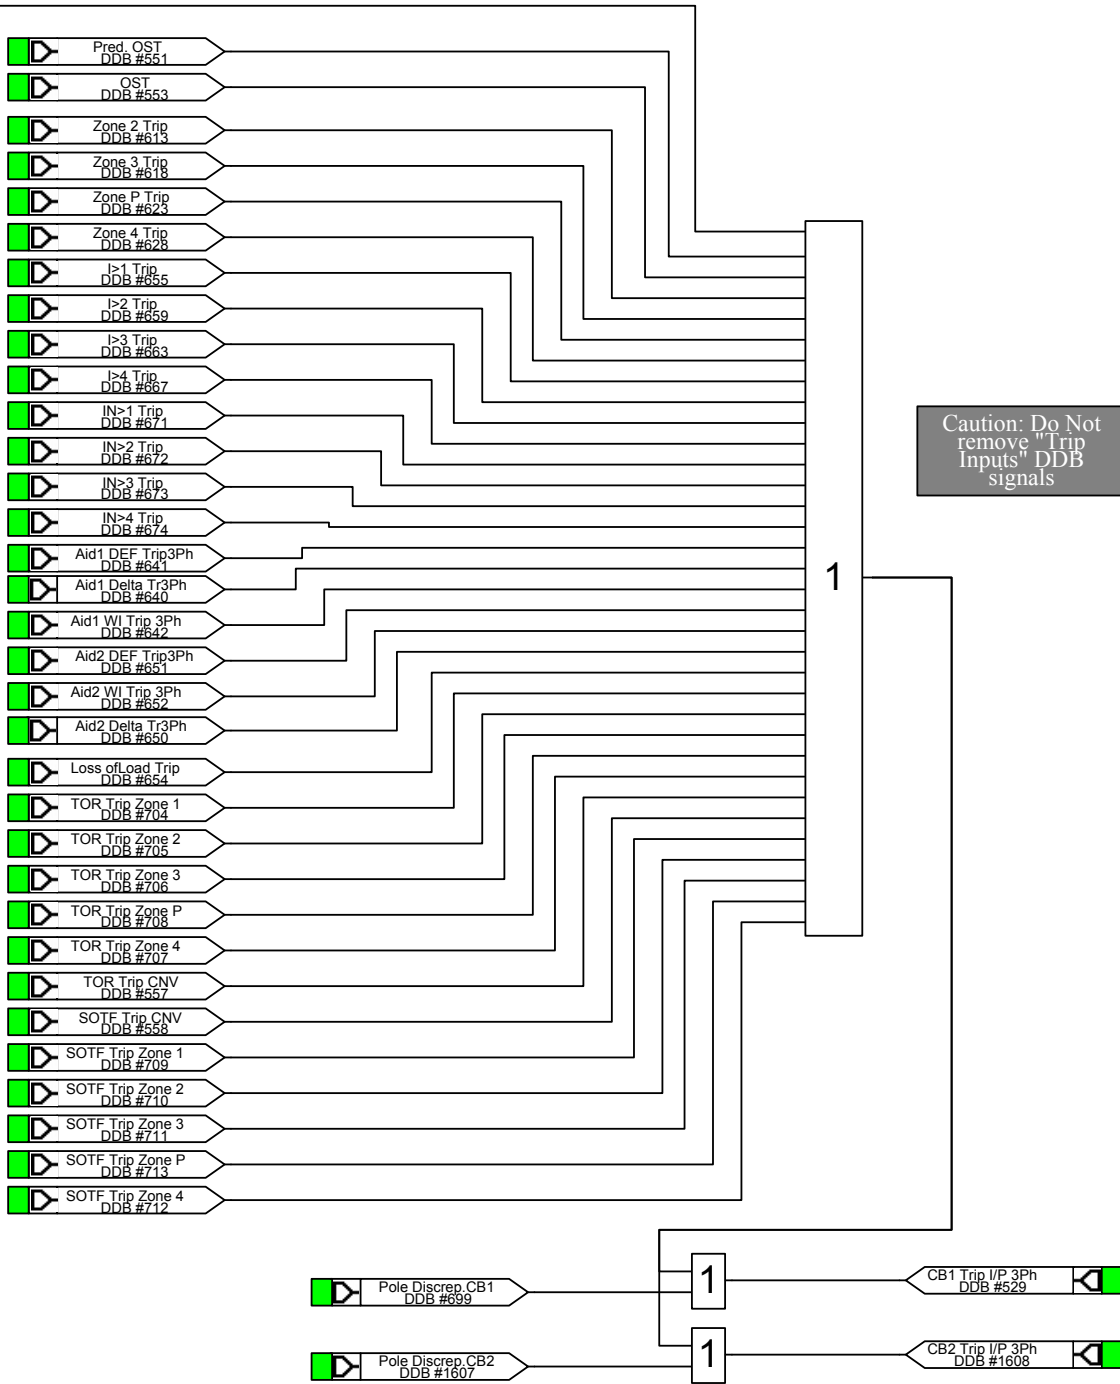 Pred. OST
DDB #551
OST
DDB #553
Zone 2 Trip
DDB #613
Zone 3 Trip
DDB #618
Zone P Trip
DDB #623
Zone 4 Trip
DDB #628
I>1 Trip
DDB #655
I>2 Trip
DDB #659
I>3 Trip
DDB #663
I>4 Trip
DDB #667
IN>1 Trip
DDB #671
IN>2 Trip
DDB #672
IN>3 Trip
DDB #673
IN>4 Trip
DDB #674
Aid1 DEF Trip3Ph
DDB #641
Aid1 Delta Tr3Ph
DDB #640
Aid1 WI Trip 3Ph
DDB #642
Aid2 DEF Trip3Ph
DDB #651
Aid2 WI Trip 3Ph
DDB #652
Aid2 Delta Tr3Ph
DDB #650
Loss ofLoad Trip
DDB #654
TOR Trip Zone 1
DDB #704
TOR Trip Zone 2
DDB #705
TOR Trip Zone 3
DDB #706
TOR Trip Zone P
DDB #708
TOR Trip Zone 4
DDB #707
TOR Trip CNV
DDB #557
SOTF Trip CNV
DDB #558
SOTF Trip Zone 1
DDB #709
SOTF Trip Zone 2
DDB #710
SOTF Trip Zone 3
DDB #711
SOTF Trip Zone P
DDB #713
SOTF Trip Zone 4
DDB #712
1
Caution: Do Not
remove "Trip
Inputs" DDB
signals
Pole Discrep.CB1
DDB #699
1
CB1 Trip I/P 3Ph
DDB #529
Pole Discrep.CB2
DDB #1607
1
CB2 Trip I/P 3Ph
DDB #1608